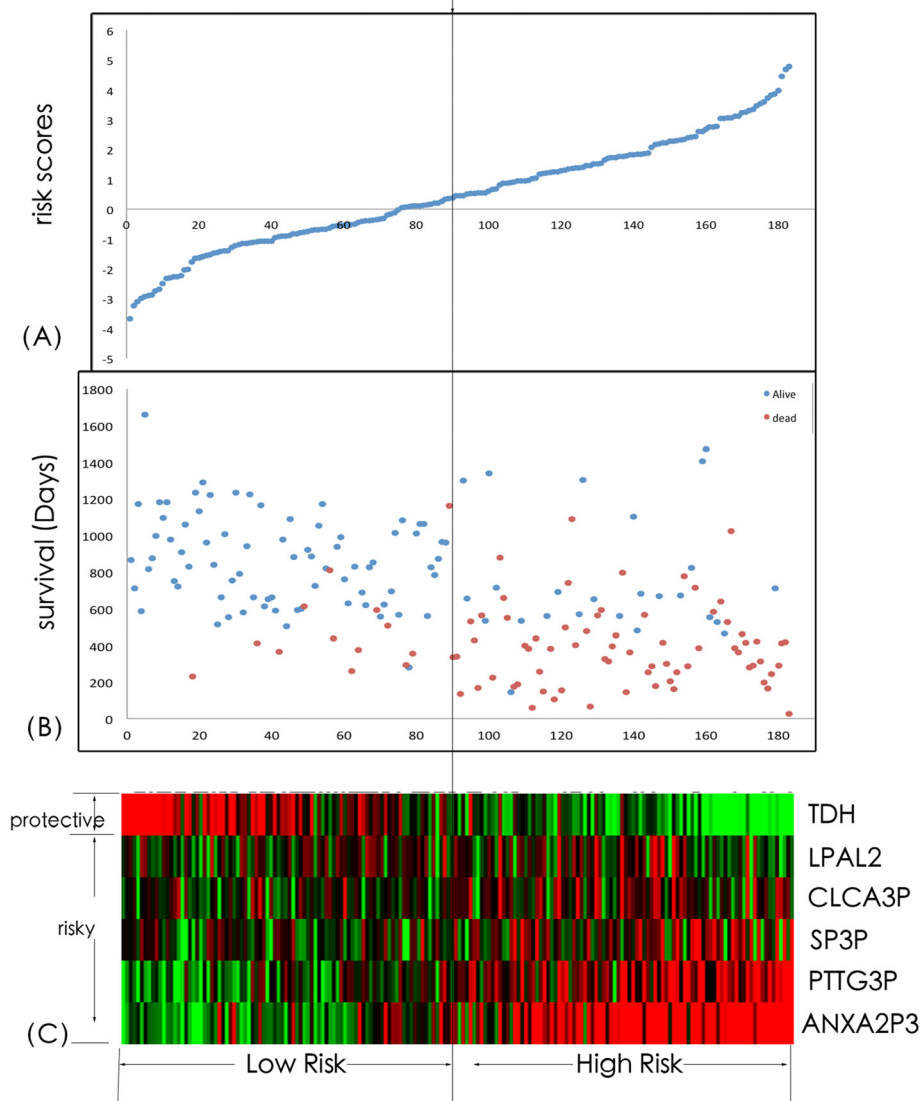 6
5
4
3
2
1
0
0 20 40 60 80 100 120 140 160 180
-1
-2
-3
-4
-5
risk scores
(A)
1800
1600
1400
1200
1000
800
600
400
200
0
Alive
dead
survival (Days)
0 20 40 60 80 100 120 140 160 180
(B)
protective
risky
TDH
LPAL2
CLCA3P
SP3P
PTTG3P
ANXA2P3
(C)
Low Risk
High Risk